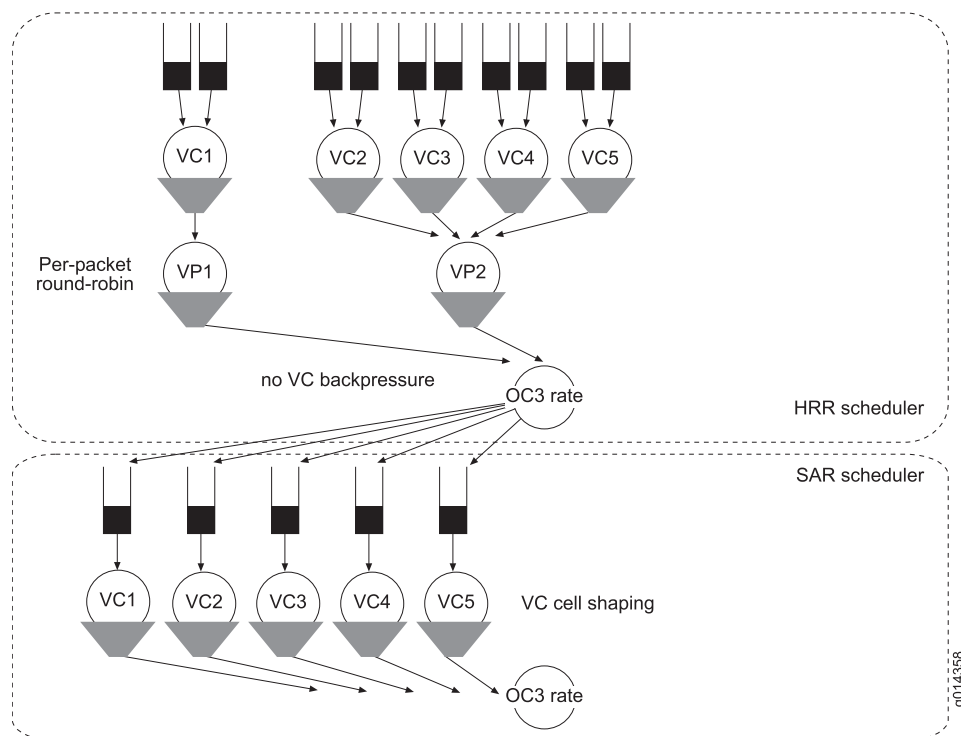 VC1
VC2
VC3
VC4
VC5
Per-packet
round-robin
VP1
VP2
no VC backpressure
OC3 rate
HRR scheduler
SAR scheduler
VC1
VC2
VC3
VC4
VC5
VC cell shaping
OC3 rate
g014358